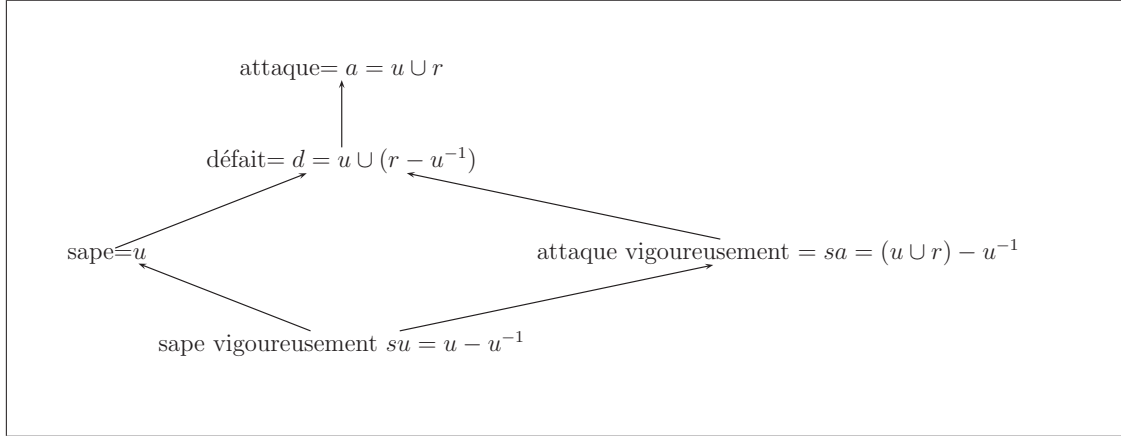 attaque= a = u ∪ r
défait= d = u ∪ (r − u⁻¹)
sape=u
attaque vigoureusement = sa = (u ∪ r) − u⁻¹
sape vigoureusement su = u − u⁻¹